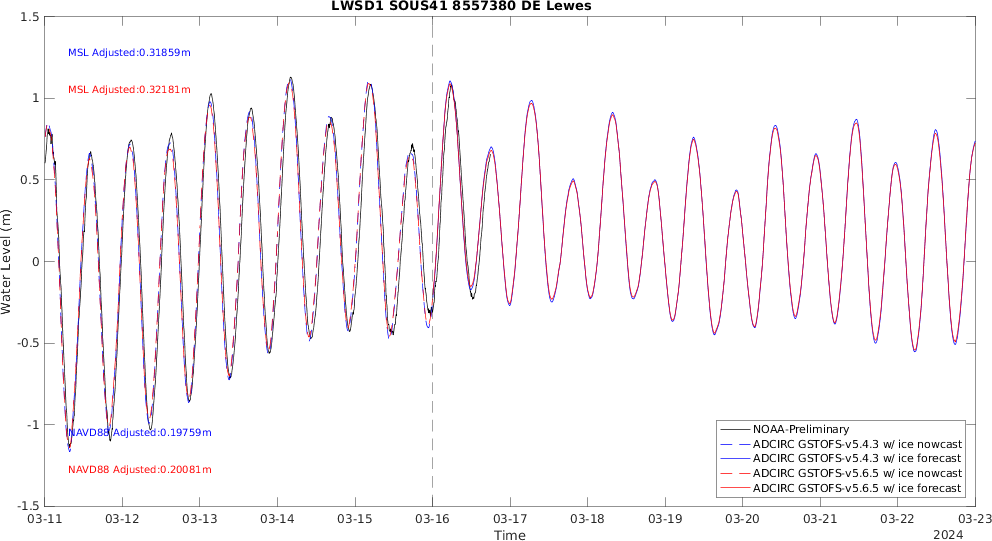 LWSD1 SOUS41 8557380 DE Lewes
MSL Adjusted:0.31859m
MSL Adjusted:0.32181m
NAVD88 Adjusted:0.19759m
NAVD88 Adjusted:0.20081m
Water Level (m)
1.5
1
0.5
0
-0.5
-1
-1.5
NOAA-Preliminary
ADCIRC GSTOFS-v5.4.3 w/ ice nowcast
ADCIRC GSTOFS-v5.4.3 w/ ice forecast
ADCIRC GSTOFS-v5.6.5 w/ ice nowcast
ADCIRC GSTOFS-v5.6.5 w/ ice forecast
03-11 03-12 03-13 03-14 03-15 03-16 03-17 03-18 03-19 03-20 03-21 03-22 03-23
Time
2024